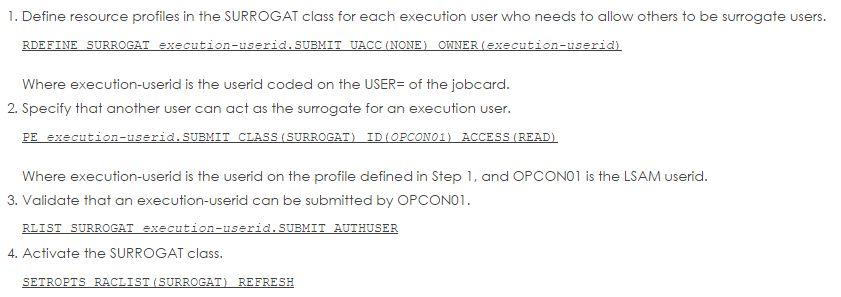 1. Define resource profiles in the SURROGAT class for each execution user who needs to allow others to be surrogate users.
RDEFINE SURROGAT execution-userid.SUBMIT UACC(NONE) OWNER(execution-userid)
Where execution-userid is the userid coded on the USER= of the jobcard.
2. Specify that another user can act as the surrogate for an execution user.
PE execution-userid.SUBMIT CLASS(SURROGAT) ID(OPCON01) ACCESS(READ)
Where execution-userid is the userid on the profile defined in Step 1, and OPCON01 is the LSAM userid.
3. Validate that an execution-userid can be submitted by OPCON01.
RLIST SURROGAT execution-userid.SUBMIT AUTHUSER
4. Activate the SURROGAT class.
SETROPTS RACLIST(SURROGAT) REFRESH